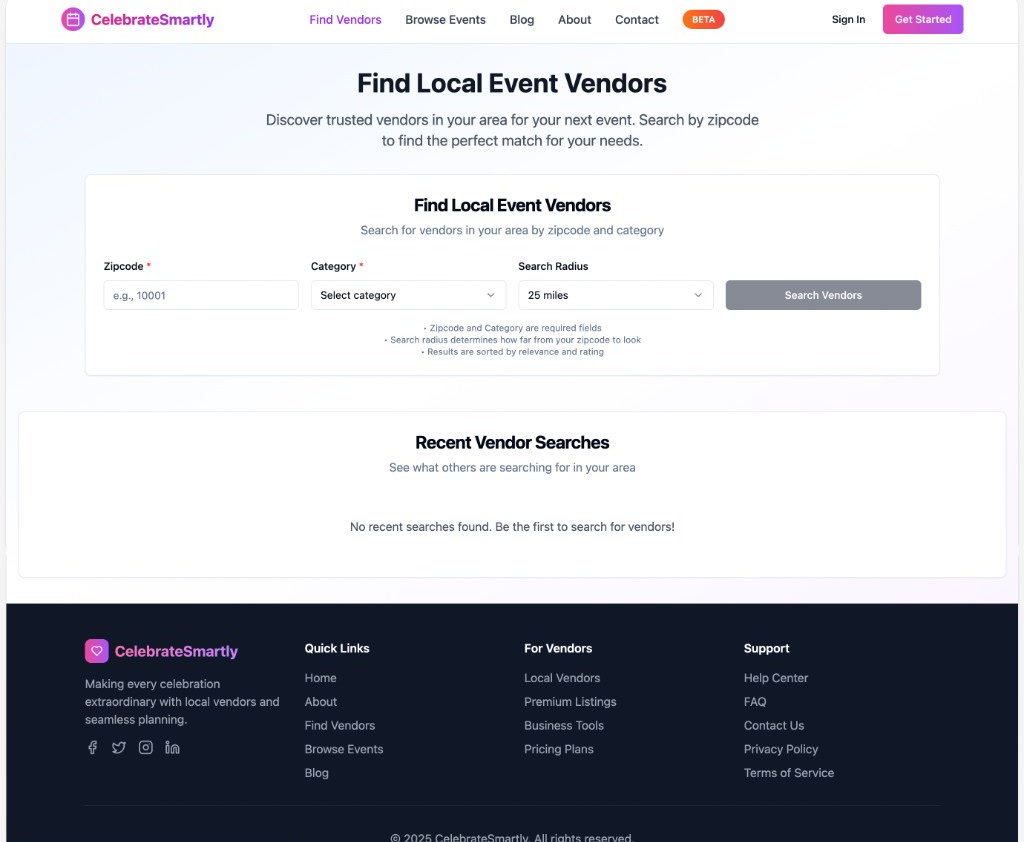 CelebrateSmartly
Find Vendors
Browse Events
Blog
About
Contact
BETA
Sign In
Get Started
Find Local Event Vendors
Discover trusted vendors in your area for your next event. Search by zipcode
to find the perfect match for your needs.
Find Local Event Vendors
Search for vendors in your area by zipcode and category
Zipcode *
e.g., 10001
Category *
Select category
Search Radius
25 miles
Search Vendors
• Zipcode and Category are required fields
• Search radius determines how far from your zipcode to look
• Results are sorted by relevance and rating
Recent Vendor Searches
See what others are searching for in your area
No recent searches found. Be the first to search for vendors!
CelebrateSmartly
Making every celebration
extraordinary with local vendors and
seamless planning.
Quick Links
Home
About
Find Vendors
Browse Events
Blog
For Vendors
Local Vendors
Premium Listings
Business Tools
Pricing Plans
Support
Help Center
FAQ
Contact Us
Privacy Policy
Terms of Service
© 2025 CelebrateSmartly. All rights reserved.